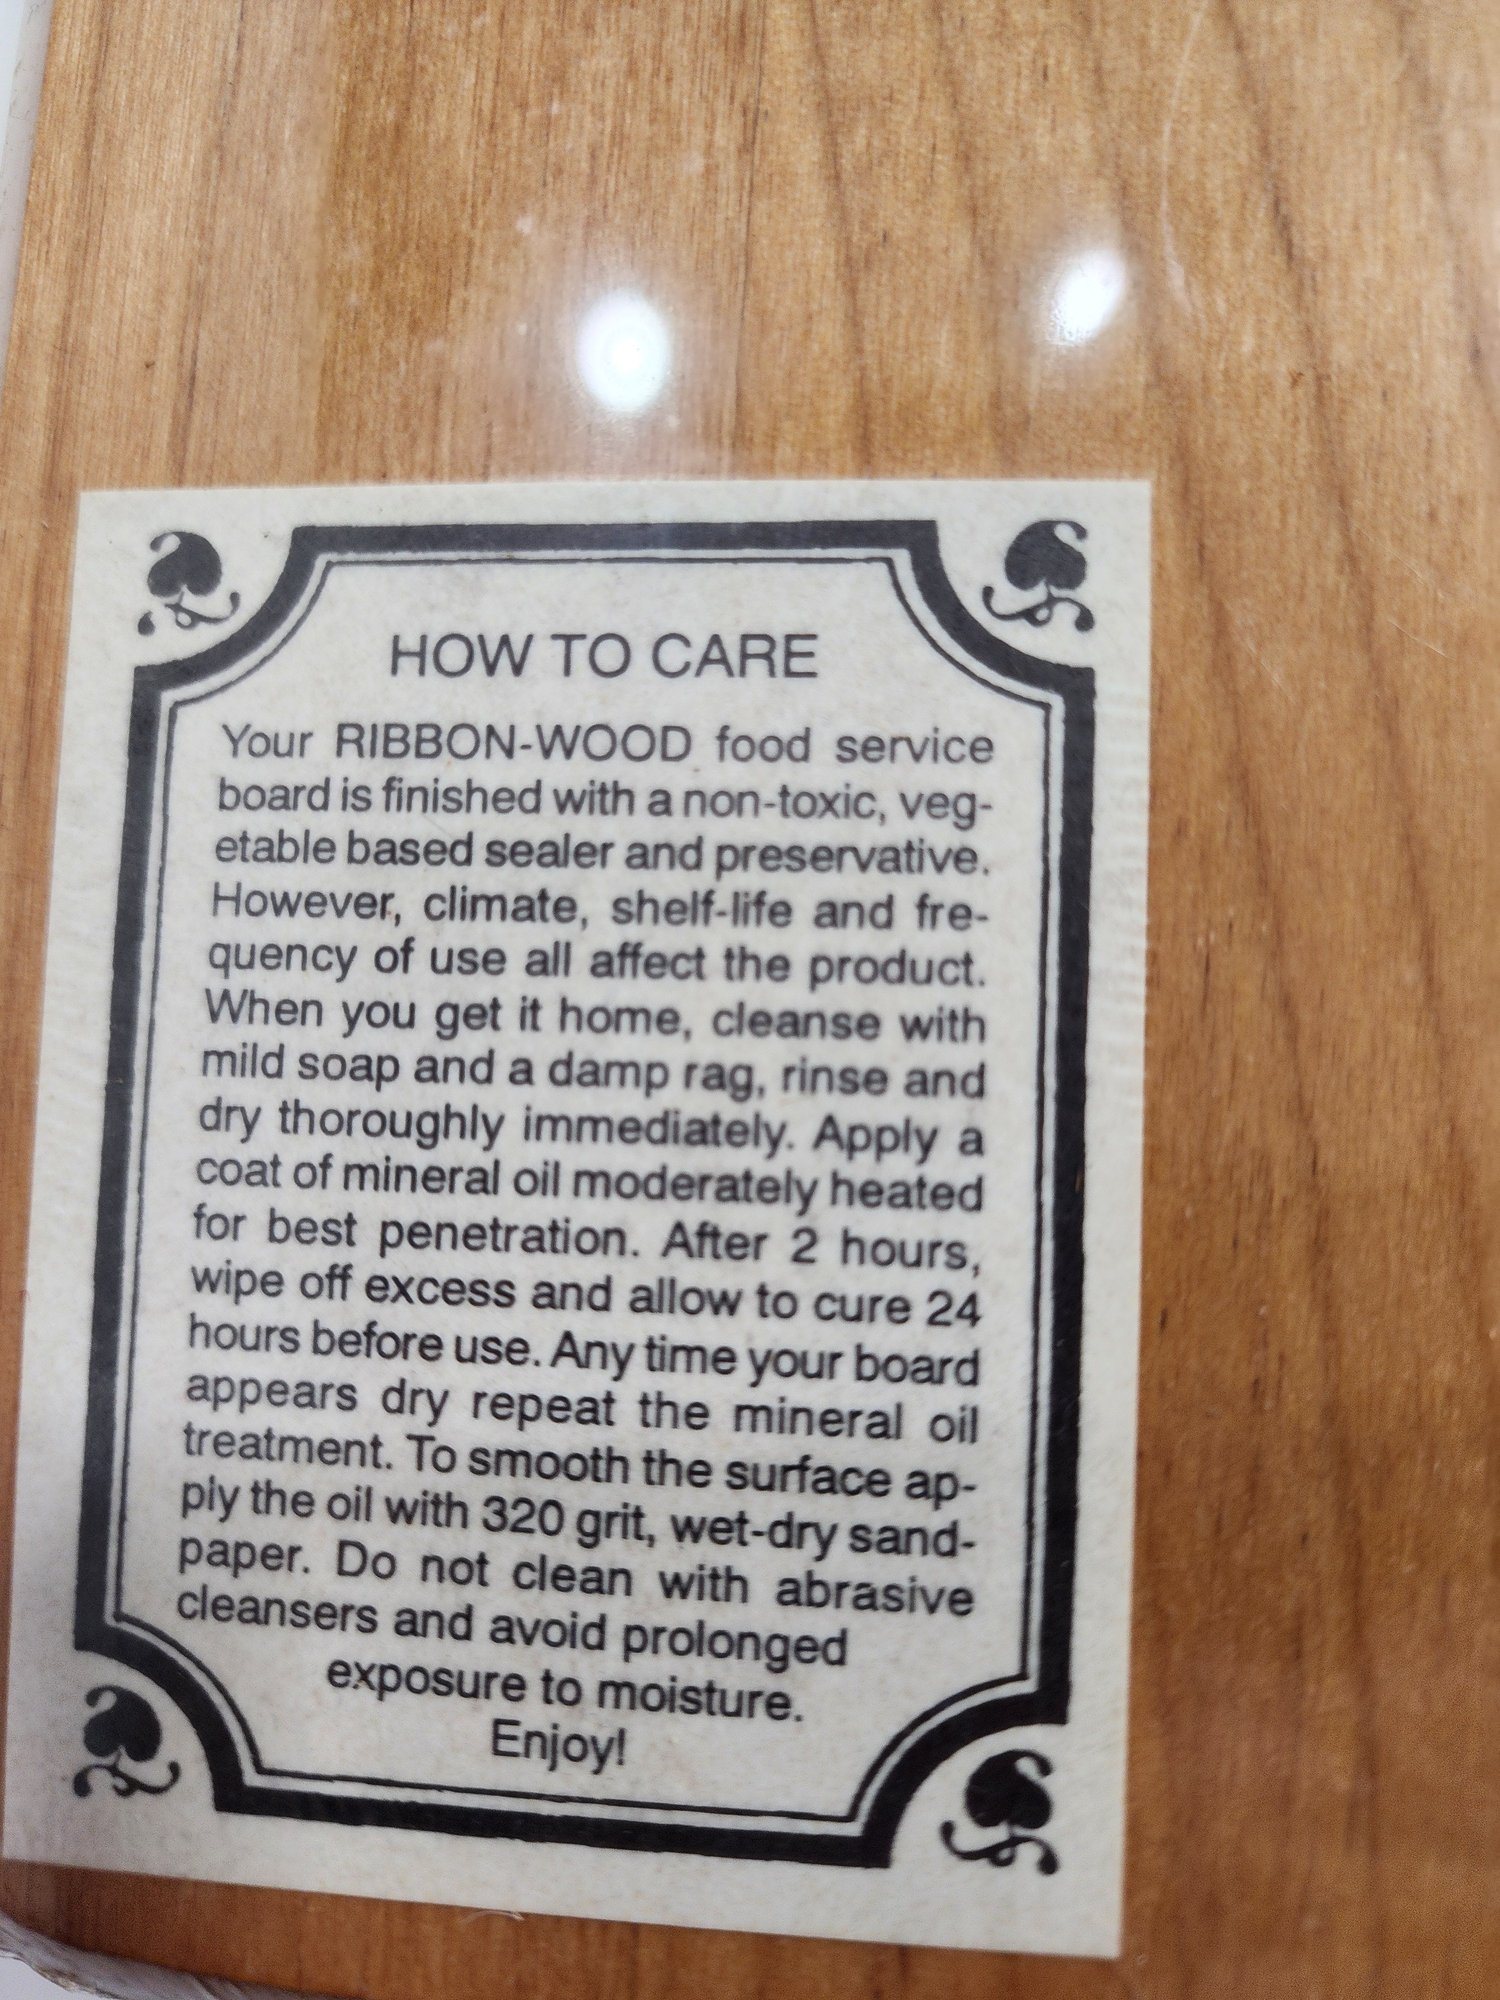 HOW TO CARE
Your RIBBON-WOOD food service
board is finished with a non-toxic, veg-
etable based sealer and preservative.
However, climate, shelf-life and fre-
quency of use all affect the product.
When you get it home, cleanse with
mild soap and a damp rag, rinse and
dry thoroughly immediately. Apply a
coat of mineral oil moderately heated
for best penetration. After 2 hours,
wipe off excess and allow to cure 24
hours before use. Any time your board
appears dry repeat the mineral oil
treatment. To smooth the surface ap-
ply the oil with 320 grit, wet-dry sand-
paper. Do not clean with abrasive
cleansers and avoid prolonged
exposure to moisture.
Enjoy!